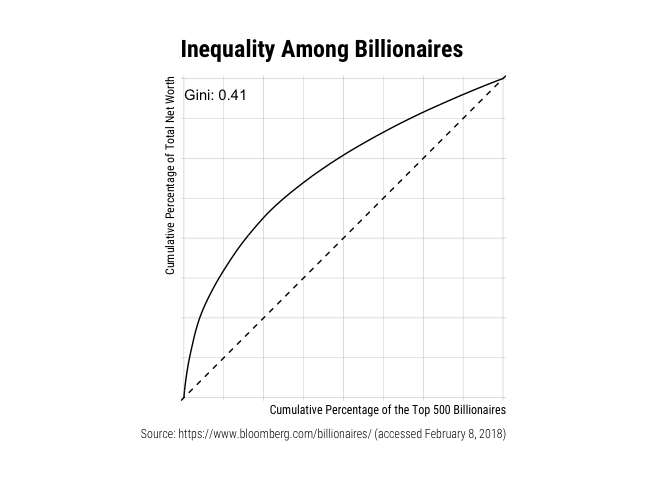 Inequality Among Billionaires
Gini: 0.41
Cumulative Percentage of Total Net Worth
Cumulative Percentage of the Top 500 Billionaires
Source: https://www.bloomberg.com/billionaires/ (accessed February 8, 2018)